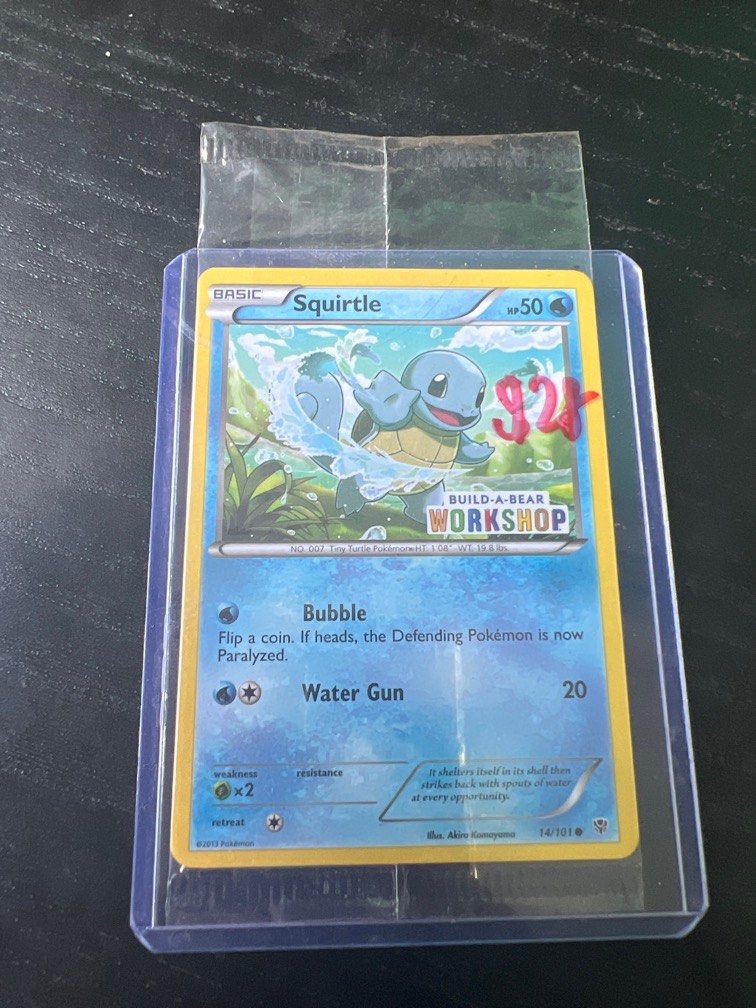 BASIC Squirtle HP50
BUILD-A-BEAR
WORKSHOP
NO. 007 Tiny Turtle Pokémon HT: 1'08" WT: 19.8 lbs.
Bubble
Flip a coin. If heads, the Defending Pokémon is now
Paralyzed.
Water Gun 20
weakness resistance
×2
It shelters itself in its shell then
strikes back with spouts of water
at every opportunity.
retreat
Illus. Akira Komayama 14/101
©2013 Pokémon